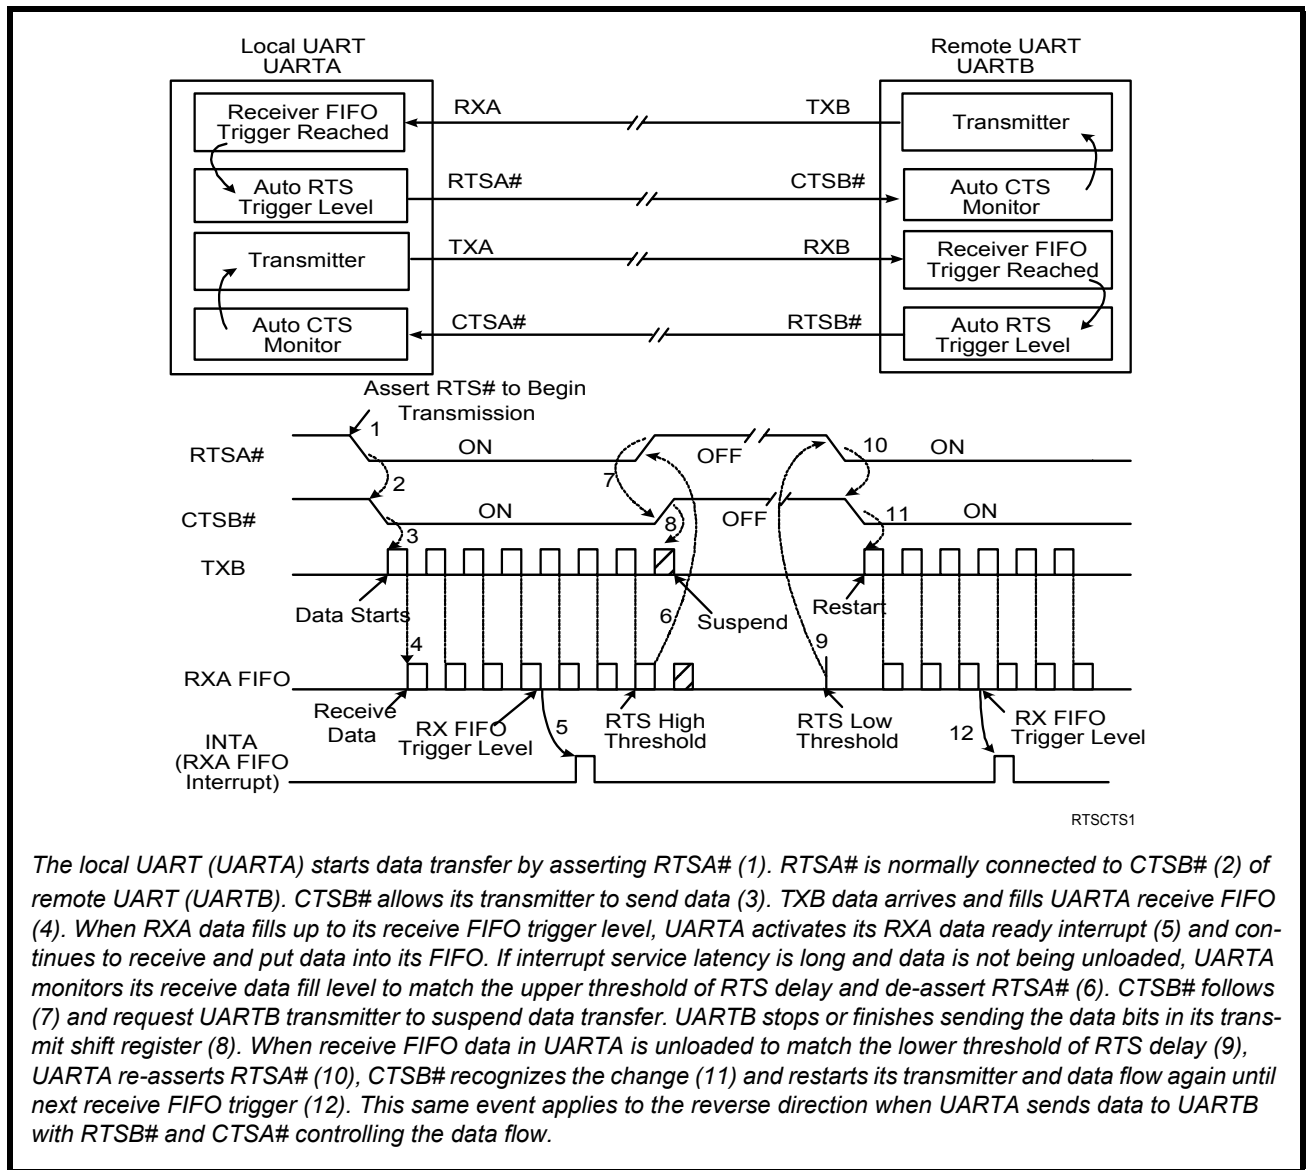 Local UART
UARTA
Remote UART
UARTB
Receiver FIFO
Trigger Reached
RXA
TXB
Transmitter
Auto RTS
Trigger Level
RTSA#
CTSB#
Auto CTS
Monitor
Transmitter
TXA
RXB
Receiver FIFO
Trigger Reached
Auto CTS
Monitor
CTSA#
RTSB#
Auto RTS
Trigger Level
Assert RTS# to Begin
Transmission
RTSA#
1
ON
7
OFF
10
ON
CTSB#
2
ON
8
OFF
11
ON
TXB
3
Data Starts
6
Suspend
Restart
4
9
RXA FIFO
Receive
Data
RX FIFO
Trigger Level
5
RTS High
Threshold
RTS Low
Threshold
12
RX FIFO
Trigger Level
INTA
(RXA FIFO
Interrupt)
RTSCTS1
The local UART (UARTA) starts data transfer by asserting RTSA# (1). RTSA# is normally connected to CTSB# (2) of
remote UART (UARTB). CTSB# allows its transmitter to send data (3). TXB data arrives and fills UARTA receive FIFO
(4). When RXA data fills up to its receive FIFO trigger level, UARTA activates its RXA data ready interrupt (5) and con-
tinues to receive and put data into its FIFO. If interrupt service latency is long and data is not being unloaded, UARTA
monitors its receive data fill level to match the upper threshold of RTS delay and de-assert RTSA# (6). CTSB# follows
(7) and request UARTB transmitter to suspend data transfer. UARTB stops or finishes sending the data bits in its trans-
mit shift register (8). When receive FIFO data in UARTA is unloaded to match the lower threshold of RTS delay (9),
UARTA re-asserts RTSA# (10), CTSB# recognizes the change (11) and restarts its transmitter and data flow again until
next receive FIFO trigger (12). This same event applies to the reverse direction when UARTA sends data to UARTB
with RTSB# and CTSA# controlling the data flow.